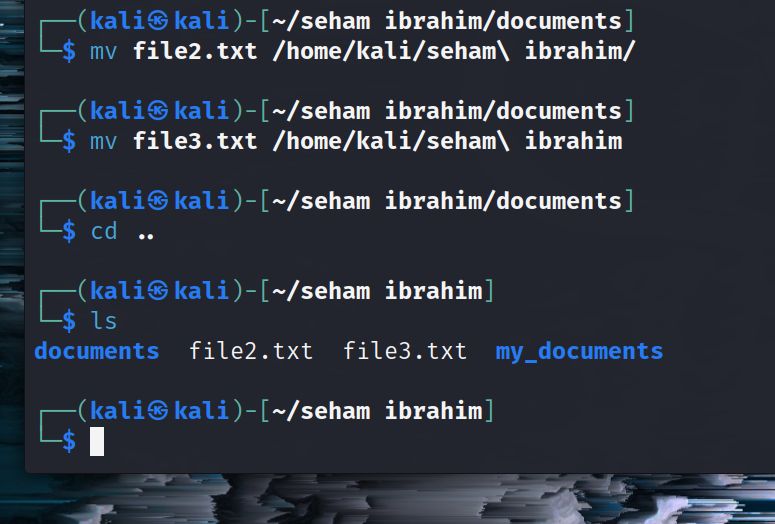 ┌──(kali㉿kali)-[~/seham ibrahim/documents]
└─$ mv file2.txt /home/kali/seham\ ibrahim/
┌──(kali㉿kali)-[~/seham ibrahim/documents]
└─$ mv file3.txt /home/kali/seham\ ibrahim
┌──(kali㉿kali)-[~/seham ibrahim/documents]
└─$ cd ..
┌──(kali㉿kali)-[~/seham ibrahim]
└─$ ls
documents file2.txt file3.txt my_documents
┌──(kali㉿kali)-[~/seham ibrahim]
└─$